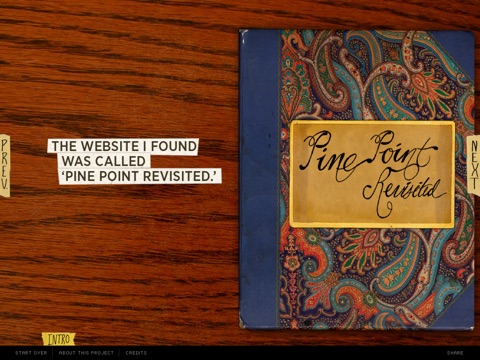 THE WEBSITE I FOUND
WAS CALLED
‘PINE POINT REVISITED.’
Pine Point
Revisited
PREV.
NEXT
INTRO
START OVER | ABOUT THIS PROJECT | CREDITS
SHARE